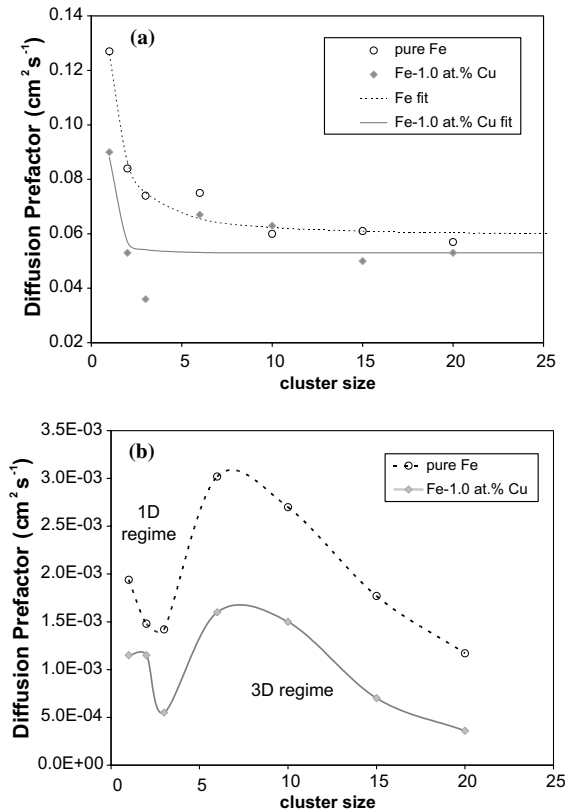 0.14
0.12
0.10
0.08
0.06
0.04
0.02
Diffusion Prefactor (cm² s⁻¹)
(a)
pure Fe
Fe-1.0 at.% Cu
Fe fit
Fe-1.0 at.% Cu fit
0 5 10 15 20 25
cluster size
3.5E-03
3.0E-03
2.5E-03
2.0E-03
1.5E-03
1.0E-03
5.0E-04
0.0E+00
Diffusion Prefactor (cm² s⁻¹)
(b)
pure Fe
Fe-1.0 at.% Cu
1D
regime
3D regime
0 5 10 15 20 25
cluster size